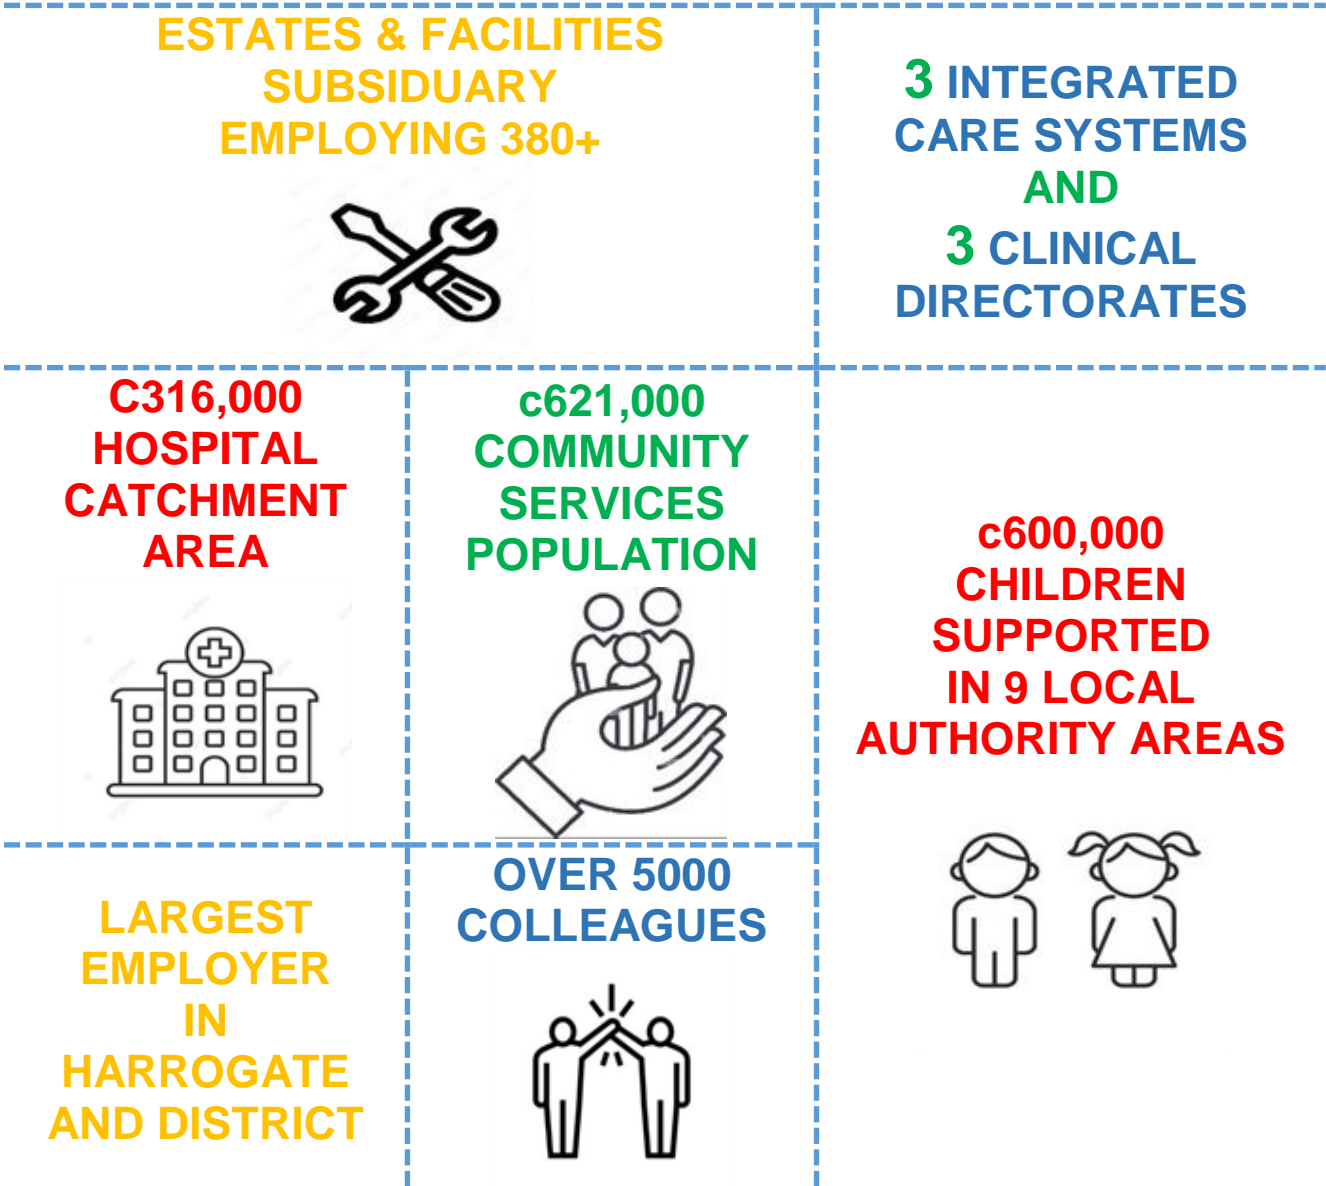 ESTATES & FACILITIES
SUBSIDUARY
EMPLOYING 380+
3 INTEGRATED
CARE SYSTEMS
AND
3 CLINICAL
DIRECTORATES
C316,000
HOSPITAL
CATCHMENT
AREA
c621,000
COMMUNITY
SERVICES
POPULATION
c600,000
CHILDREN
SUPPORTED
IN 9 LOCAL
AUTHORITY AREAS
LARGEST
EMPLOYER
IN
HARROGATE
AND DISTRICT
OVER 5000
COLLEAGUES